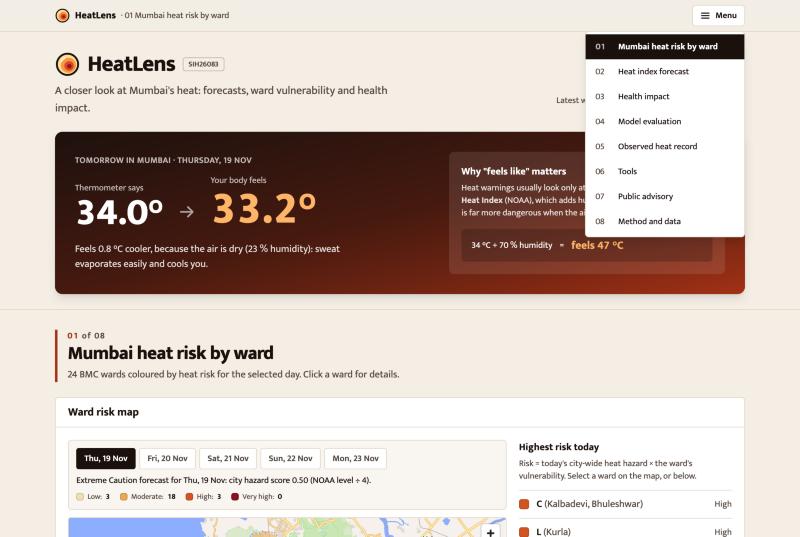 HeatLens · 01 Mumbai heat risk by ward
Menu
01 Mumbai heat risk by ward
02 Heat index forecast
03 Health impact
04 Model evaluation
05 Observed heat record
06 Tools
07 Public advisory
08 Method and data
HeatLens SIH26083
A closer look at Mumbai's heat: forecasts, ward vulnerability and health
impact.
Latest
TOMORROW IN MUMBAI · THURSDAY, 19 NOV
Thermometer says
34.0°
→
Your body feels
33.2°
Feels 0.8 °C cooler, because the air is dry (23 % humidity): sweat
evaporates easily and cools you.
Why "feels like" matters
Heat warnings usually look only at
Heat Index (NOAA), which adds
is far more dangerous when the
34 °C + 70 % humidity = feels 47 °C
01 of 08
Mumbai heat risk by ward
24 BMC wards coloured by heat risk for the selected day. Click a ward for details.
Ward risk map
Thu, 19 Nov Fri, 20 Nov Sat, 21 Nov Sun, 22 Nov Mon, 23 Nov
Extreme Caution forecast for Thu, 19 Nov: city hazard score 0.50 (NOAA level ÷ 4).
Low: 3 Moderate: 18 High: 3 Very high: 0
+
Highest risk today
Risk = today's city-wide heat hazard × the ward's
vulnerability. Select a ward on the map, or below.
C (Kalbadevi, Bhuleshwar) High
L (Kurla) High